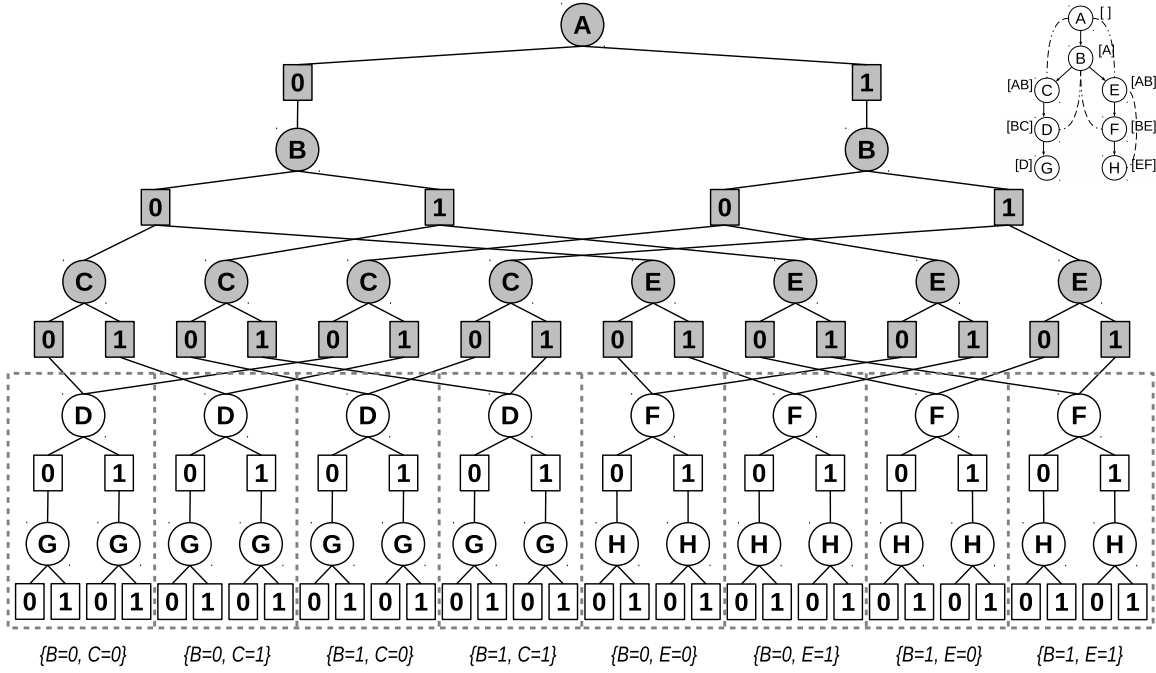 A
0 1
B B
0 1 0 1
C C C C E E E E
0 1 0 1 0 1 0 1 0 1 0 1 0 1 0 1
D D D D F F F F
0 1 0 1 0 1 0 1 0 1 0 1 0 1 0 1
G G G G G G G G H H H H H H H H
0 1 0 1 0 1 0 1 0 1 0 1 0 1 0 1 0 1 0 1 0 1 0 1 0 1 0 1 0 1 0 1
{B=0, C=0} {B=0, C=1} {B=1, C=0} {B=1, C=1} {B=0, E=0} {B=0, E=1} {B=1, E=0} {B=1, E=1}
A [ ]
B [A]
[AB] C E [AB]
[BC] D F [BE]
[D] G H [EF]